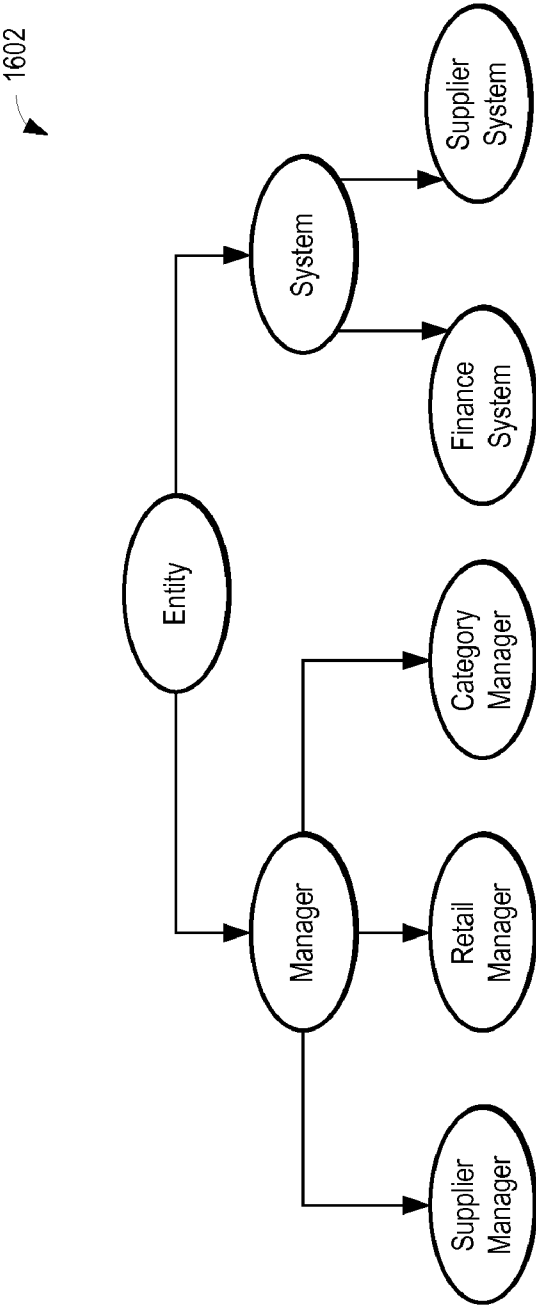 1602
Entity
Manager
System
Supplier
Manager
Retail
Manager
Category
Manager
Finance
System
Supplier
System